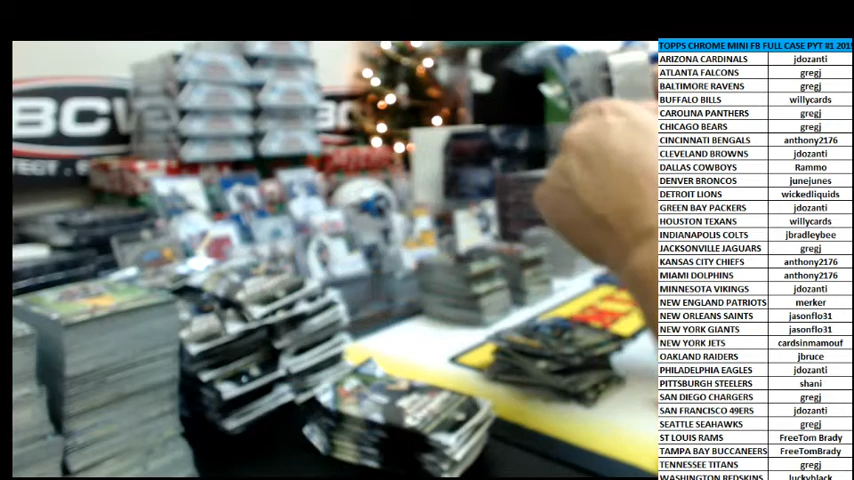 TOPPS CHROME MINI FB FULL CASE PYT #1 2015
ARIZONA CARDINALS jdozanti
ATLANTA FALCONS gregj
BALTIMORE RAVENS gregj
BUFFALO BILLS willycards
CAROLINA PANTHERS gregj
CHICAGO BEARS gregj
CINCINNATI BENGALS anthony2176
CLEVELAND BROWNS jdozanti
DALLAS COWBOYS Rammo
DENVER BRONCOS junejunes
DETROIT LIONS wickedliquids
GREEN BAY PACKERS jdozanti
HOUSTON TEXANS willycards
INDIANAPOLIS COLTS jbradleybee
JACKSONVILLE JAGUARS gregj
KANSAS CITY CHIEFS anthony2176
MIAMI DOLPHINS anthony2176
MINNESOTA VIKINGS jdozanti
NEW ENGLAND PATRIOTS merker
NEW ORLEANS SAINTS jasonflo31
NEW YORK GIANTS jasonflo31
NEW YORK JETS cardsinmamouf
OAKLAND RAIDERS jbruce
PHILADELPHIA EAGLES jdozanti
PITTSBURGH STEELERS shani
SAN DIEGO CHARGERS gregj
SAN FRANCISCO 49ERS jdozanti
SEATTLE SEAHAWKS gregj
ST LOUIS RAMS FreeTom Brady
TAMPA BAY BUCCANEERS FreeTomBrady
TENNESSEE TITANS gregj
WASHINGTON REDSKINS luckyblack
BCW